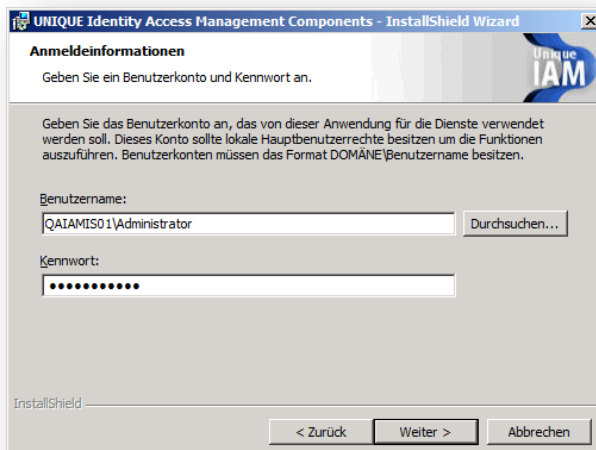 UNIQUE Identity Access Management Components - InstallShield Wizard
Anmeldeinformationen
Geben Sie ein Benutzerkonto und Kennwort an.
Unique
IAM
Geben Sie das Benutzerkonto an, das von dieser Anwendung für die Dienste verwendet
werden soll. Dieses Konto sollte lokale Hauptbenutzerrechte besitzen um die Funktionen
auszuführen. Benutzerkonten müssen das Format DOMÄNE\Benutzername besitzen.
Benutzername:
QAIAMIS01\Administrator
Durchsuchen...
Kennwort:
•••••••••••
InstallShield
< Zurück
Weiter >
Abbrechen